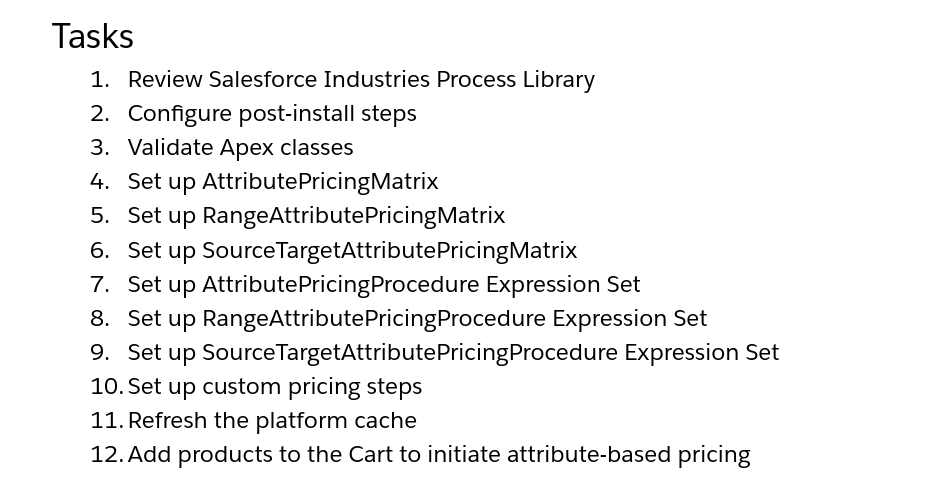 Tasks
1. Review Salesforce Industries Process Library
2. Configure post-install steps
3. Validate Apex classes
4. Set up AttributePricingMatrix
5. Set up RangeAttributePricingMatrix
6. Set up SourceTargetAttributePricingMatrix
7. Set up AttributePricingProcedure Expression Set
8. Set up RangeAttributePricingProcedure Expression Set
9. Set up SourceTargetAttributePricingProcedure Expression Set
10. Set up custom pricing steps
11. Refresh the platform cache
12. Add products to the Cart to initiate attribute-based pricing